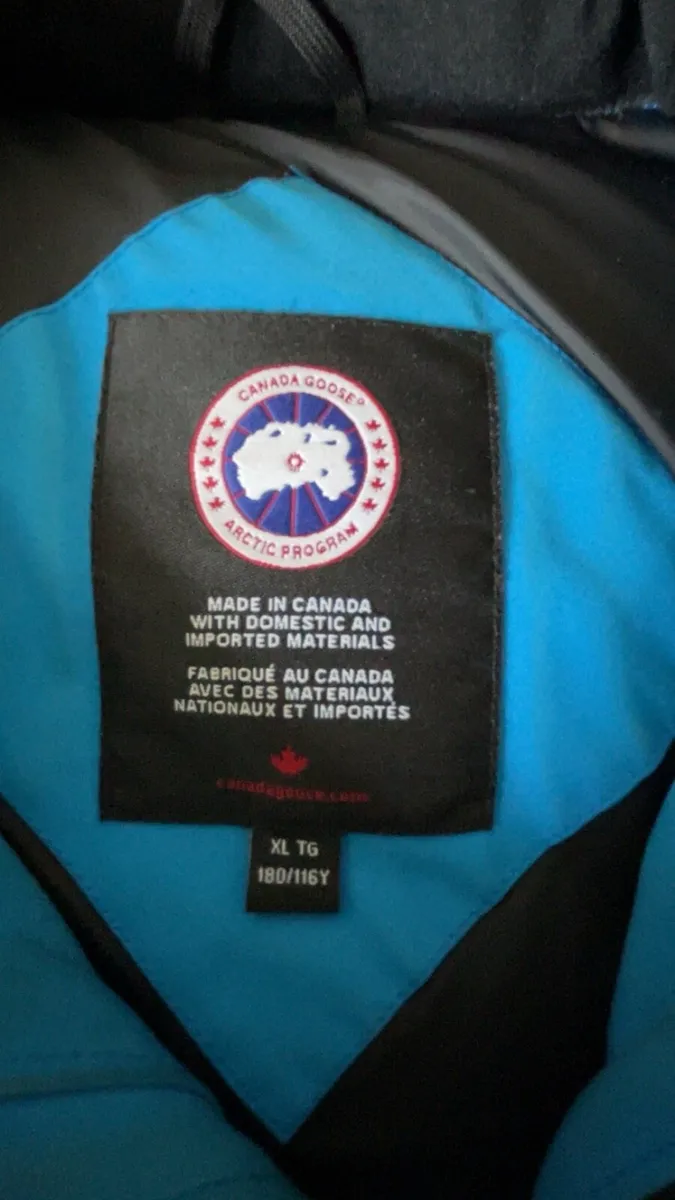 CANADA GOOSE®
ARCTIC PROGRAM
MADE IN CANADA
WITH DOMESTIC AND
IMPORTED MATERIALS
FABRIQUÉ AU CANADA
AVEC DES MATERIAUX
NATIONAUX ET IMPORTÉS
canadagoose.com
XL TG
180/116Y